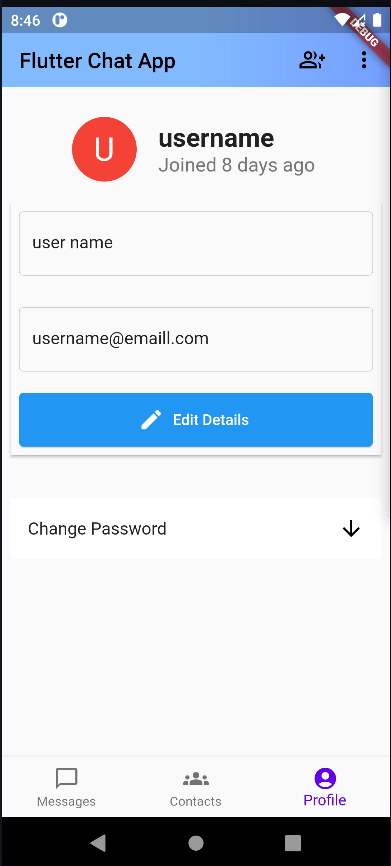 8:46
DEBUG
Flutter Chat App
U
username
Joined 8 days ago
user name
username@emaill.com
Edit Details
Change Password
Messages
Contacts
Profile